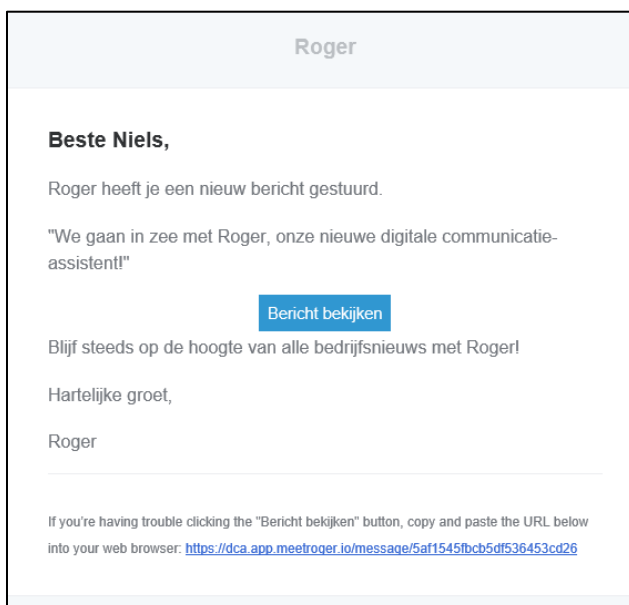 Roger
Beste Niels,
Roger heeft je een nieuw bericht gestuurd.
"We gaan in zee met Roger, onze nieuwe digitale communicatie-
assistent!"
Bericht bekijken
Blijf steeds op de hoogte van alle bedrijfsnieuws met Roger!
Hartelijke groet,
Roger
If you're having trouble clicking the "Bericht bekijken" button, copy and paste the URL below
into your web browser: https://dca.app.meetroger.io/message/5af1545fbcb5df536453cd26